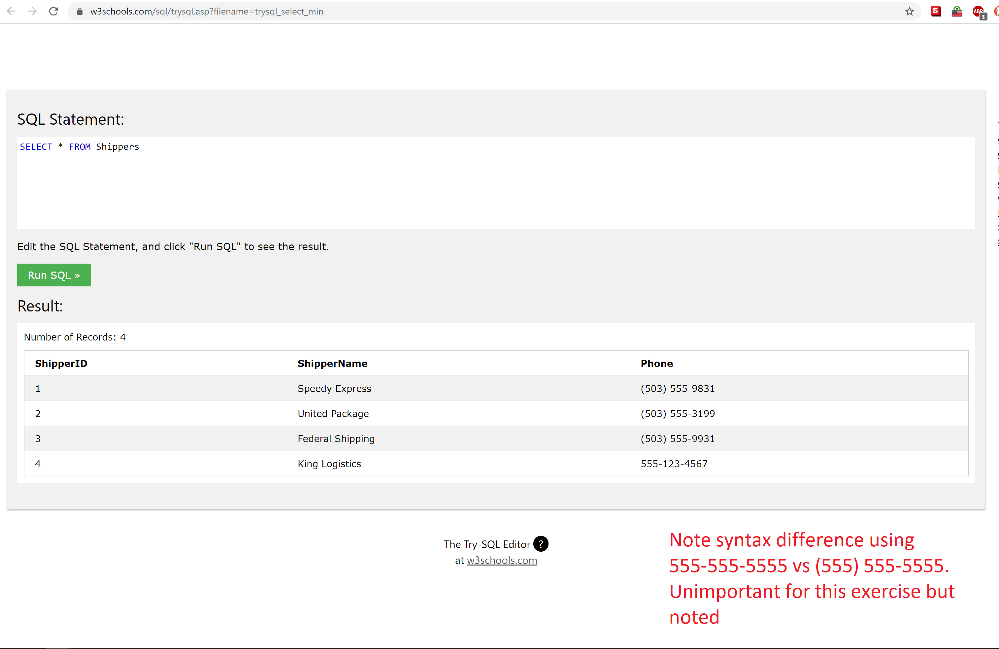 w3schools.com/sql/trysql.asp?filename=trysql_select_min
S
ABP
3
SQL Statement:
SELECT * FROM Shippers
Edit the SQL Statement, and click "Run SQL" to see the result.
Run SQL »
Result:
Number of Records: 4
ShipperID ShipperName Phone
1 Speedy Express (503) 555-9831
2 United Package (503) 555-3199
3 Federal Shipping (503) 555-9931
4 King Logistics 555-123-4567
The Try-SQL Editor ?
at w3schools.com
Note syntax difference using
555-555-5555 vs (555) 555-5555.
Unimportant for this exercise but
noted